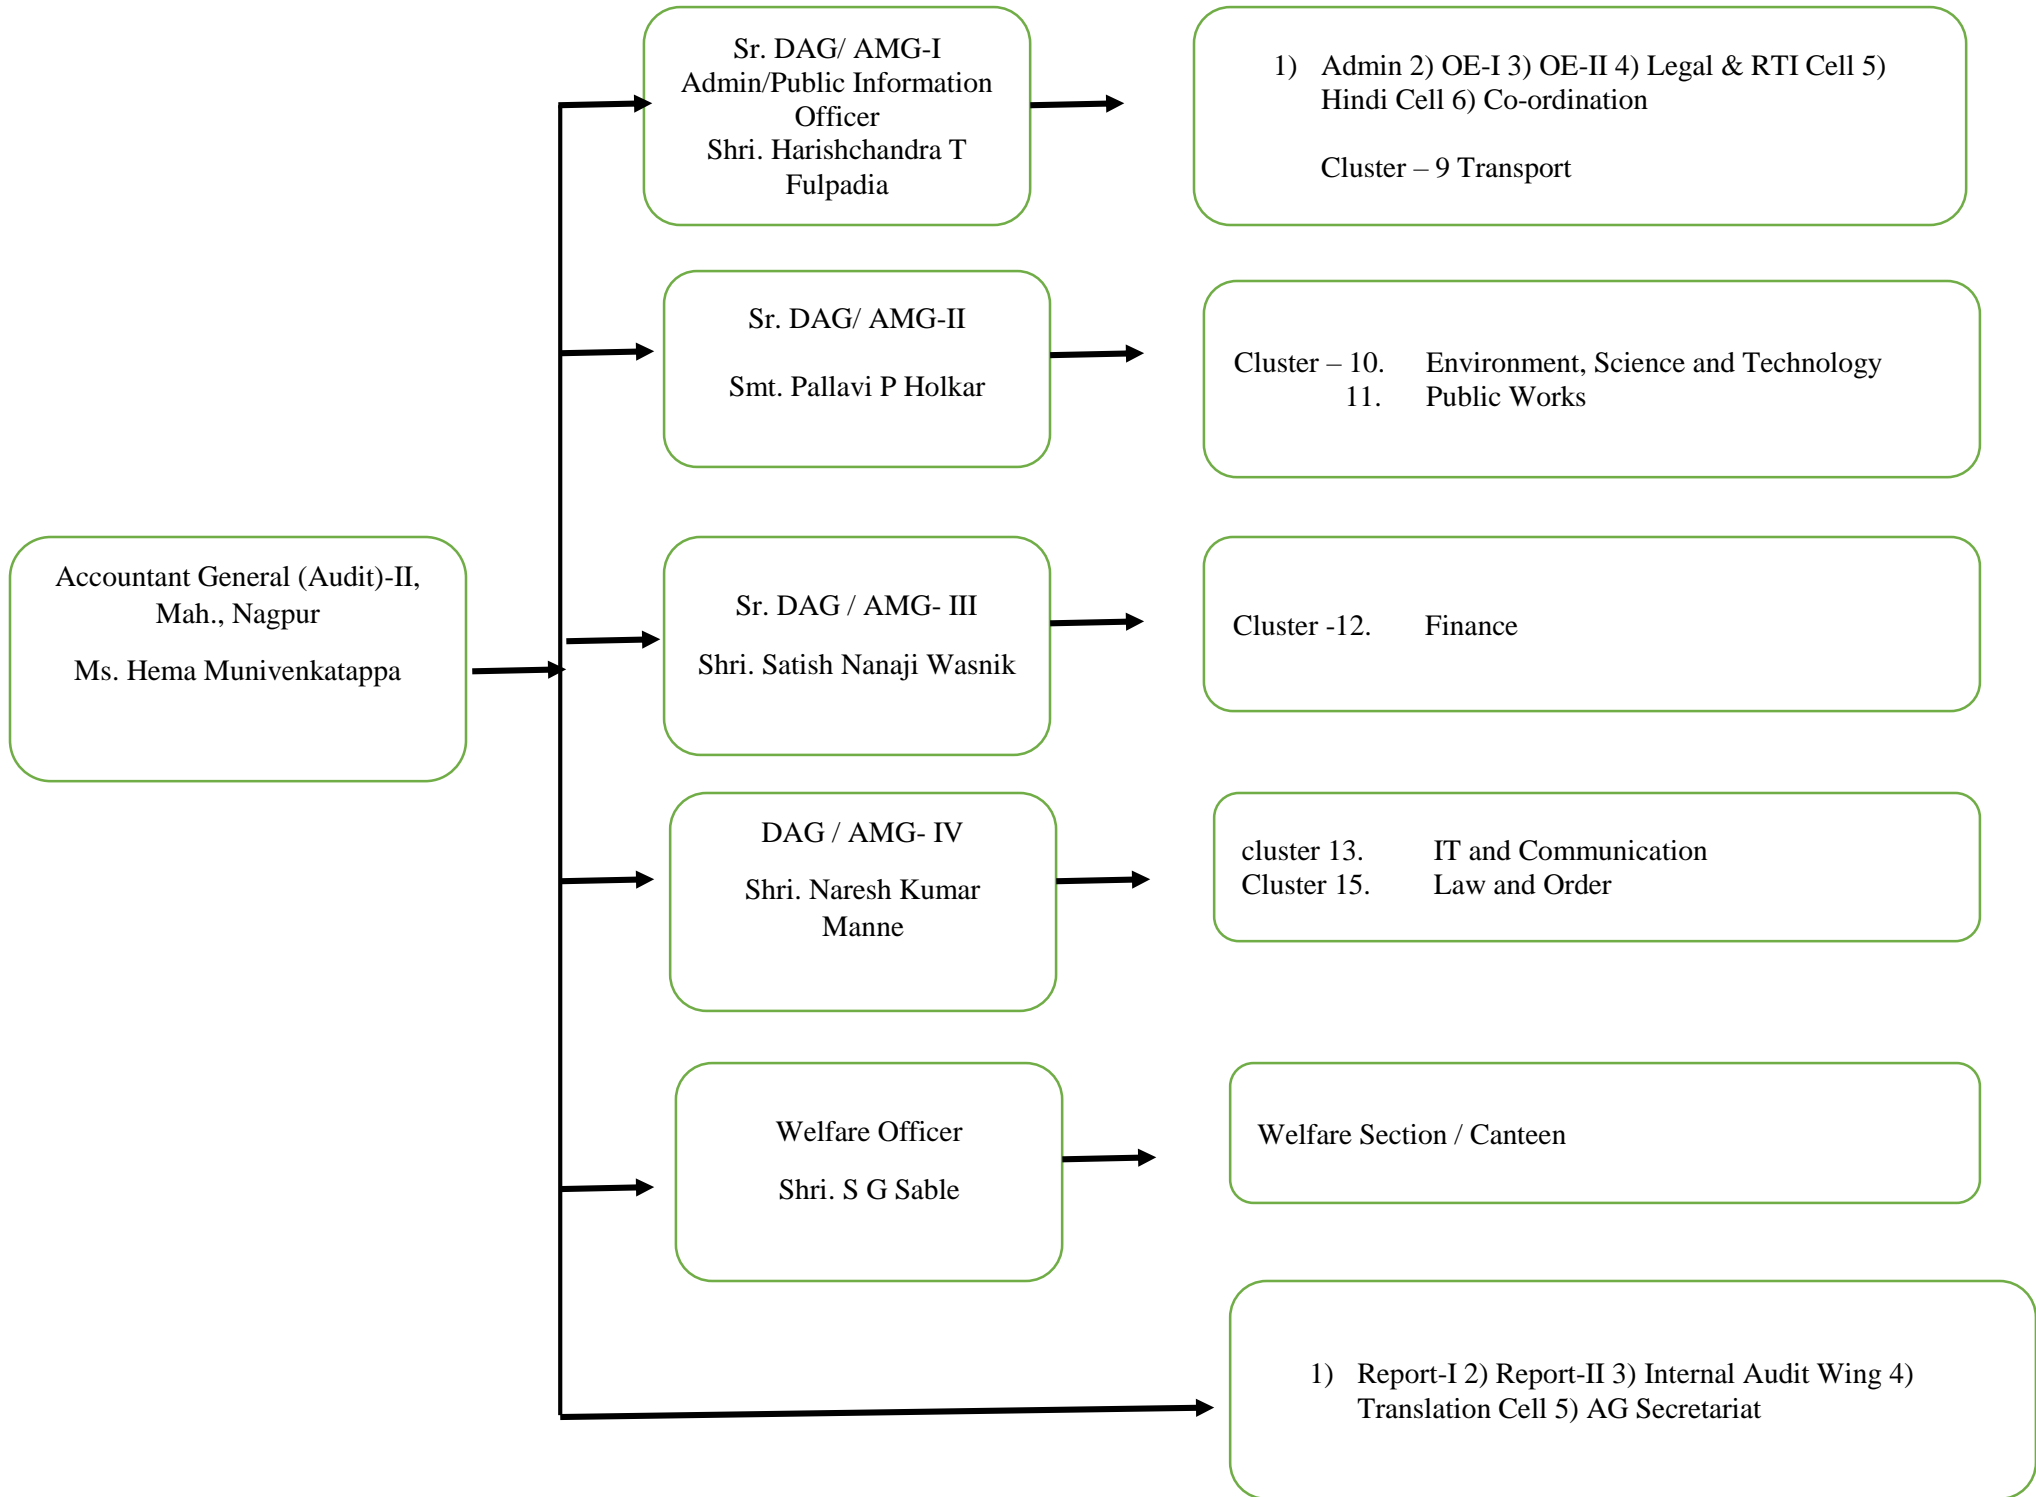 Sr. DAG/ AMG-I
Admin/Public Information
Officer
Shri. Harishchandra T
Fulpadia
1) Admin 2) OE-I 3) OE-II 4) Legal & RTI Cell 5)
Hindi Cell 6) Co-ordination
Cluster – 9 Transport
Sr. DAG/ AMG-II
Smt. Pallavi P Holkar
Cluster – 10. Environment, Science and Technology
11. Public Works
Accountant General (Audit)-II,
Mah., Nagpur
Ms. Hema Munivenkatappa
Sr. DAG / AMG- III
Shri. Satish Nanaji Wasnik
Cluster -12. Finance
DAG / AMG- IV
Shri. Naresh Kumar
Manne
cluster 13. IT and Communication
Cluster 15. Law and Order
Welfare Officer
Shri. S G Sable
Welfare Section / Canteen
1) Report-I 2) Report-II 3) Internal Audit Wing 4)
Translation Cell 5) AG Secretariat